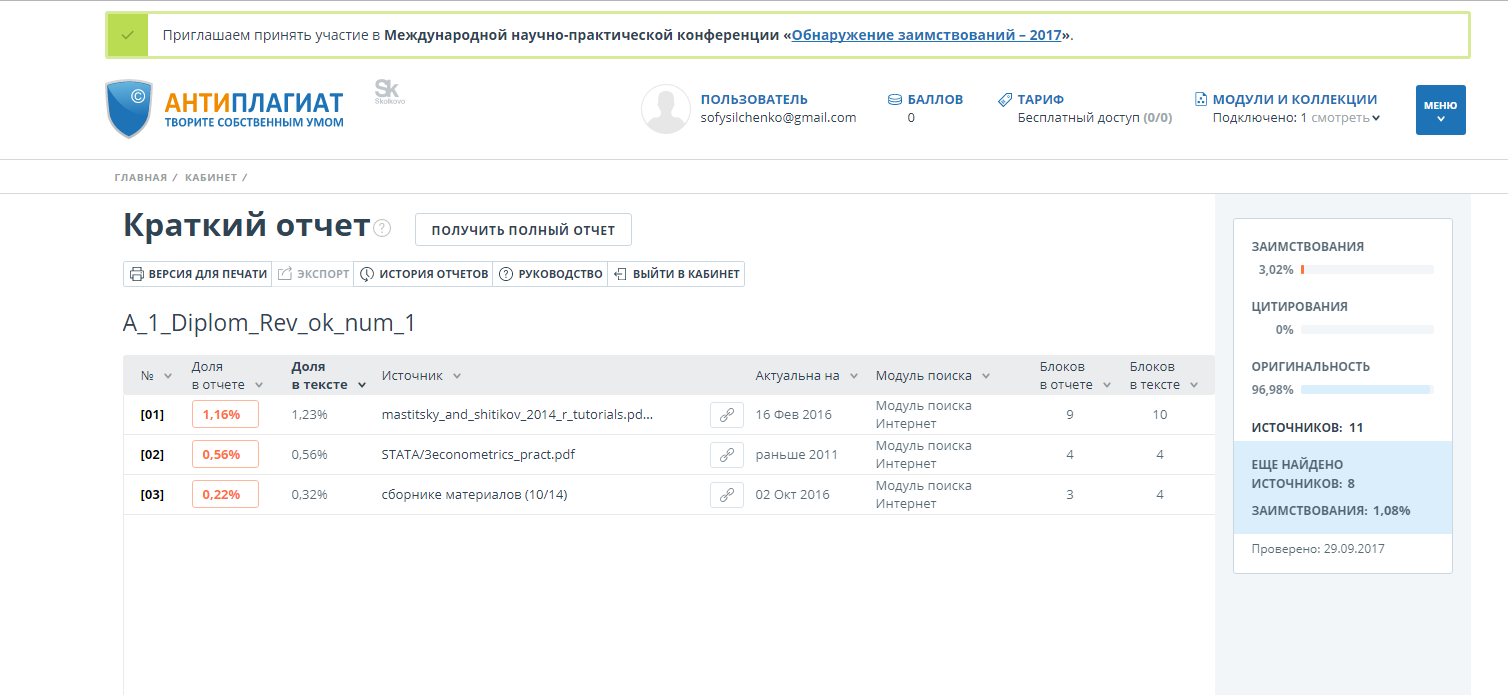 Приглашаем принять участие в Международной научно-практической конференции «Обнаружение заимствований – 2017».
©
АНТИПЛАГИАТ
ТВОРИТЕ СОБСТВЕННЫМ УМОМ
Sk
Skolkovo
ПОЛЬЗОВАТЕЛЬ
sofysilchenko@gmail.com
БАЛЛОВ
0
ТАРИФ
Бесплатный доступ (0/0)
МОДУЛИ И КОЛЛЕКЦИИ
Подключено: 1 смотреть
МЕНЮ
ГЛАВНАЯ / КАБИНЕТ /
Краткий отчет ?
ПОЛУЧИТЬ ПОЛНЫЙ ОТЧЕТ
ВЕРСИЯ ДЛЯ ПЕЧАТИ ЭКСПОРТ ИСТОРИЯ ОТЧЕТОВ ? РУКОВОДСТВО ВЫЙТИ В КАБИНЕТ
A_1_Diplom_Rev_ok_num_1
№
Доля
в отчете
Доля
в тексте
Источник
Актуальна на
Модуль поиска
Блоков
в отчете
Блоков
в тексте
[01] 1,16% 1,23% mastitsky_and_shitikov_2014_r_tutorials.pd... 16 Фев 2016
Модуль поиска
Интернет
9 10
[02] 0,56% 0,56% STATA/3econometrics_pract.pdf раньше 2011
Модуль поиска
Интернет
4 4
[03] 0,22% 0,32% сборнике материалов (10/14) 02 Окт 2016
Модуль поиска
Интернет
3 4
ЗАИМСТВОВАНИЯ
3,02%
ЦИТИРОВАНИЯ
0%
ОРИГИНАЛЬНОСТЬ
96,98%
ИСТОЧНИКОВ: 11
ЕЩЕ НАЙДЕНО
ИСТОЧНИКОВ: 8
ЗАИМСТВОВАНИЯ: 1,08%
Проверено: 29.09.2017